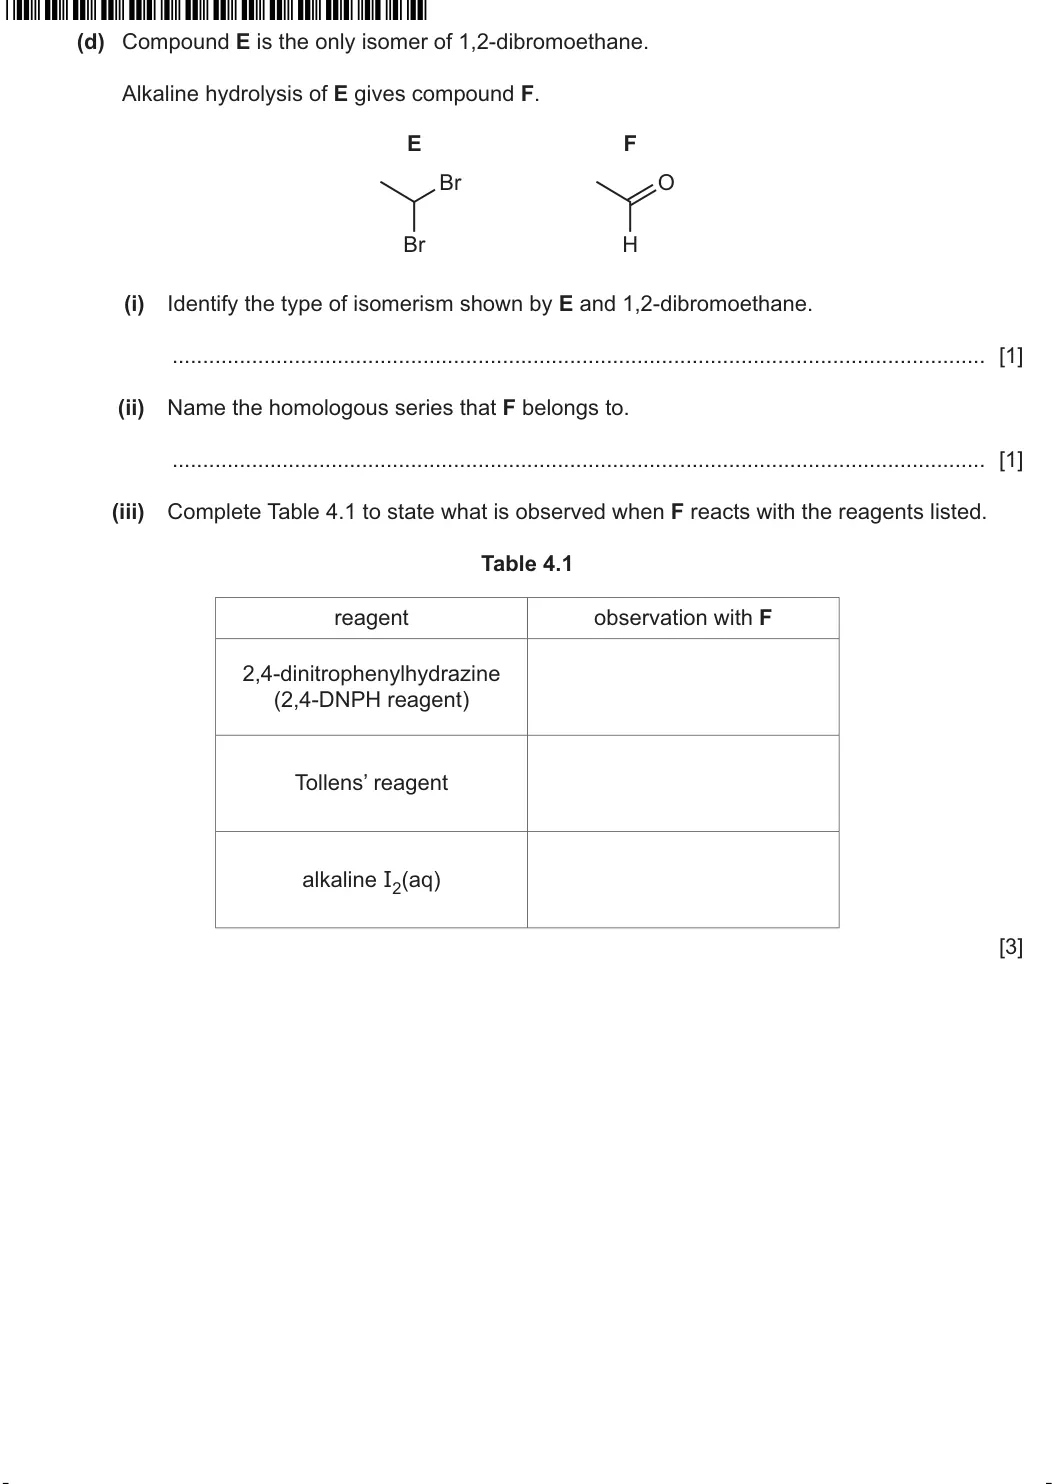 (d) Compound E is the only isomer of 1,2-dibromoethane.
Alkaline hydrolysis of E gives compound F.
E F
Br O
Br H
(i) Identify the type of isomerism shown by E and 1,2-dibromoethane.
.......................................................................................................................................... [1]
(ii) Name the homologous series that F belongs to.
.......................................................................................................................................... [1]
(iii) Complete Table 4.1 to state what is observed when F reacts with the reagents listed.
Table 4.1
reagent observation with F
2,4-dinitrophenylhydrazine
(2,4-DNPH reagent)
Tollens’ reagent
alkaline I₂(aq)
[3]